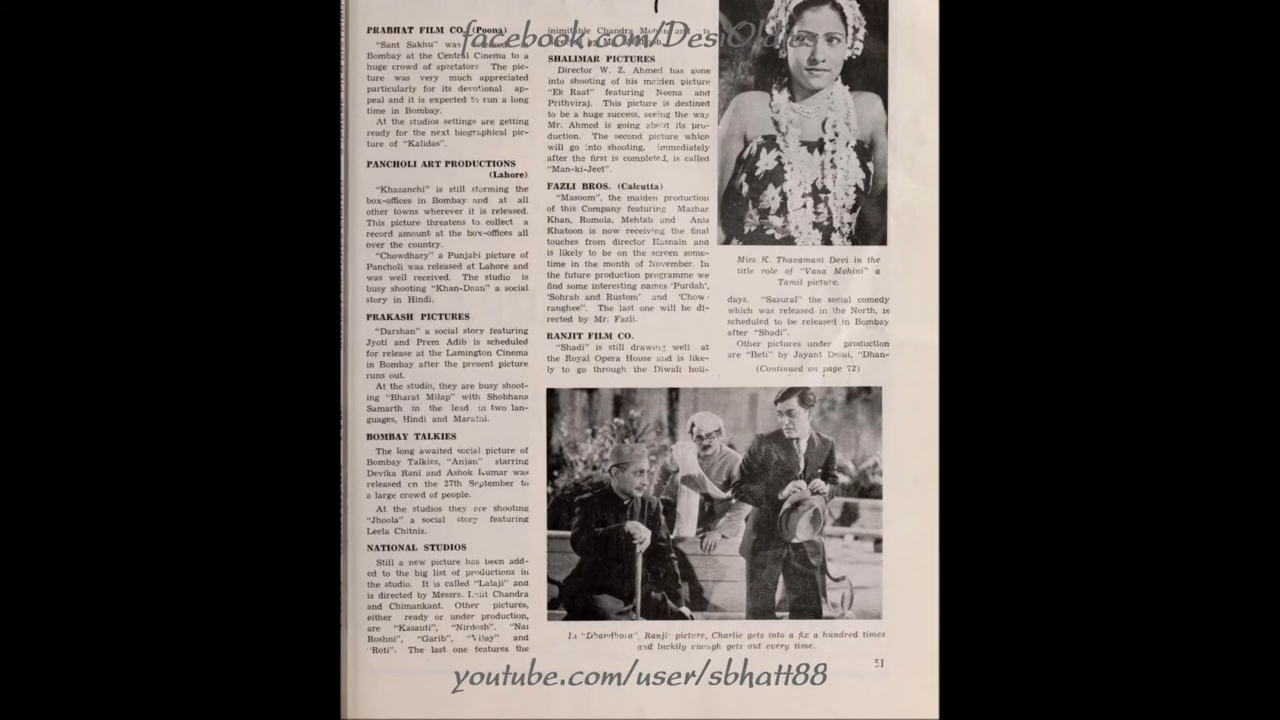 facebook.com/DesiOldies
PRABHAT FILM CO. (Poona)
"Sant Sakhu" was released in
Bombay at the Central Cinema to a
huge crowd of spectators. The pic-
ture was very much appreciated
particularly for its devotional ap-
peal and it is expected to run a long
time in Bombay.
At the studios settings are getting
ready for the next biographical pic-
ture of "Kalidas".
PANCHOLI ART PRODUCTIONS
(Lahore)
"Khazanchi" is still storming the
box-offices in Bombay and at all
other towns wherever it is released.
This picture threatens to collect a
record amount at the box-offices all
over the country.
"Chowdhary" a Punjabi picture of
Pancholi was released at Lahore and
was well received. The studio is
busy shooting "Khan-Daan" a social
story in Hindi.
PRAKASH PICTURES
"Darshan" a social story featuring
Jyoti and Prem Adib is scheduled
for release at the Lamington Cinema
in Bombay after the present picture
runs out.
At the studio, they are busy shoot-
ing "Bharat Milap" with Shobhana
Samarth in the lead in two lan-
guages, Hindi and Marathi.
BOMBAY TALKIES
The long awaited social picture of
Bombay Talkies, "Anjan" starring
Devika Rani and Ashok Kumar was
released on the 27th September to
a large crowd of people.
At the studios they are shooting
"Jhoola" a social story featuring
Leela Chitnis.
NATIONAL STUDIOS
Still a new picture has been add-
ed to the big list of productions in
the studio. It is called "Lalaji" and
is directed by Messrs. Lalit Chandra
and Chimankant. Other pictures,
either ready or under production,
are "Kasauti", "Nirdosh". "Nai
Roshni", "Garib", "Vijay" and
"Roti". The last one features the
inimitable Chandra Mohan and is
directed by Mr.
SHALIMAR PICTURES
Director W. Z. Ahmed has gone
into shooting of his maiden picture
"Ek Raat" featuring Neena and
Prithviraj. This picture is destined
to be a huge success, seeing the way
Mr. Ahmed is going about its pro-
duction. The second picture which
will go into shooting, immediately
after the first is completed, is called
"Man-ki-Jeet".
FAZLI BROS. (Calcutta)
"Masoom", the maiden production
of this Company featuring Mazhar
Khan, Romola, Mehtab and Anis
Khatoon is now receiving the final
touches from director Hasnain and
is likely to be on the screen some-
time in the month of November. In
the future production programme we
find some interesting names 'Purdah',
'Sohrab and Rustom' and 'Chow-
ranghee". The last one will be di-
rected by Mr. Fazli.
RANJIT FILM CO.
"Shadi" is still drawing well at
the Royal Opera House and is like-
ly to go through the Diwali holi-
Miss K. Thavamani Devi in the
title role of "Vana Mohini" a
Tamil picture.
days. "Sasural" the social comedy
which was released in the North, is
scheduled to be released in Bombay
after "Shadi".
Other pictures under production
are "Beti" by Jayant Desai, "Dhan-
(Continued on page 72)
In "Dhandhora", Ranjit picture, Charlie gets into a fix a hundred times
and luckily enough gets out every time.
51
youtube.com/user/sbhatt88